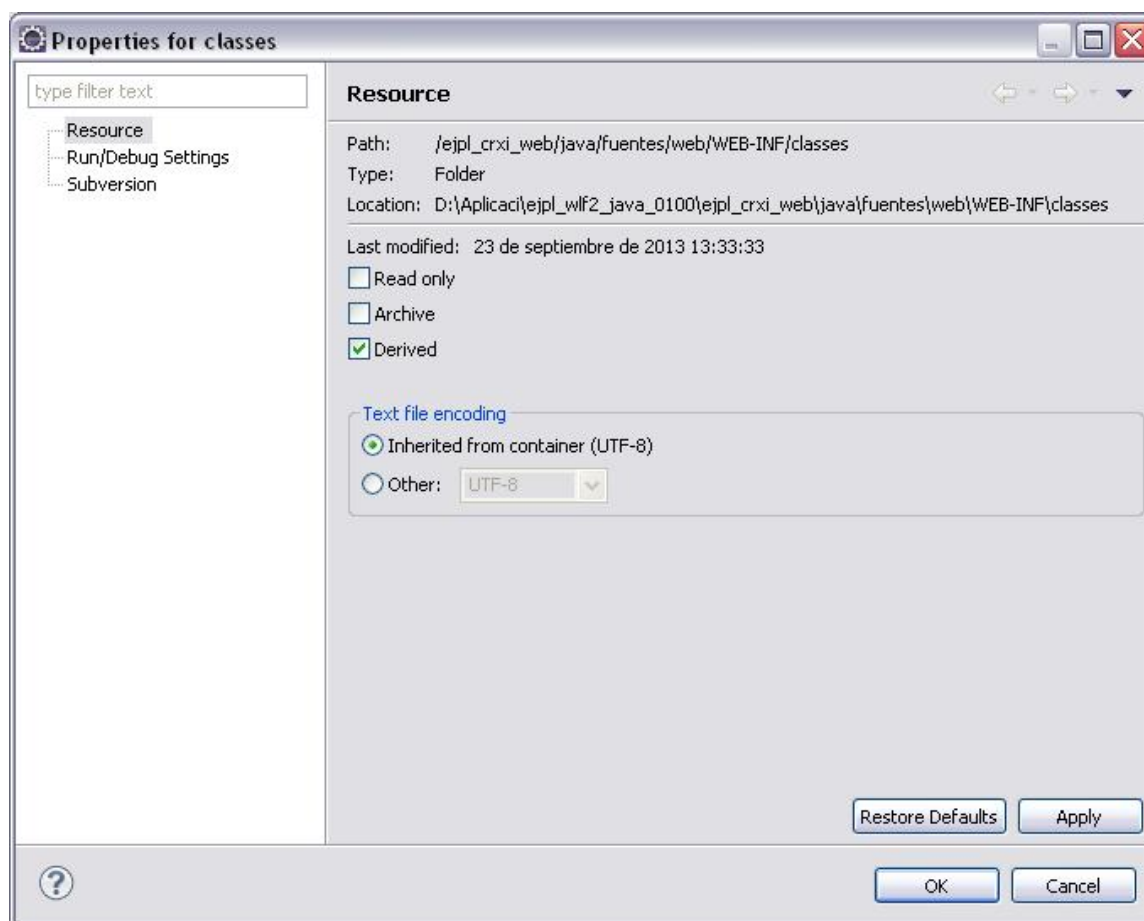 Properties for classes
type filter text
Resource
Run/Debug Settings
Subversion
Resource
Path: /ejpl_crxi_web/java/fuentes/web/WEB-INF/classes
Type: Folder
Location: D:\Aplicaci\ejpl_wlf2_java_0100\ejpl_crxi_web\java\fuentes\web\WEB-INF\classes
Last modified: 23 de septiembre de 2013 13:33:33
Read only
Archive
Derived
Text file encoding
Inherited from container (UTF-8)
Other: UTF-8
Restore Defaults Apply
? OK Cancel